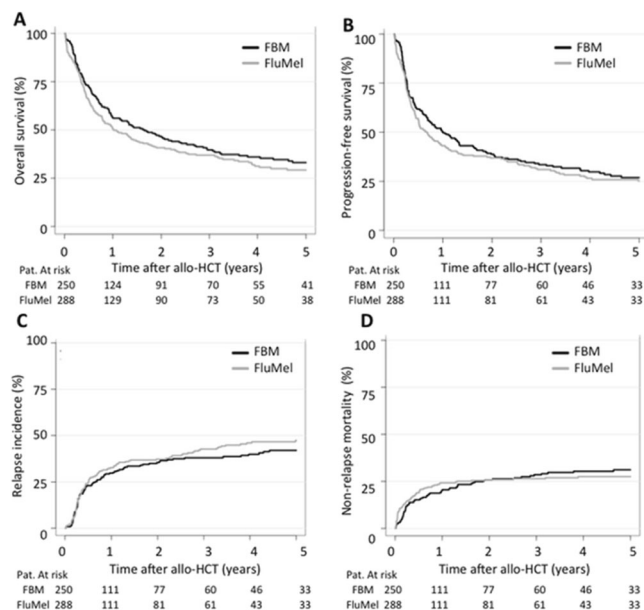 A
Overall survival (%)
100
75
50
25
0
FBM
FluMel
0 1 2 3 4 5
Pat. At risk
Time after allo-HCT (years)
FBM 250 124 91 70 55 41
FluMel 288 129 90 73 50 38
B
Progression-free survival (%)
100
75
50
25
0
FBM
FluMel
0 1 2 3 4 5
Pat. At risk
Time after allo-HCT (years)
FBM 250 111 77 60 46 33
FluMel 288 111 81 61 43 33
C
Relapse incidence (%)
100
75
50
25
0
FBM
FluMel
0 1 2 3 4 5
Pat. At risk
Time after allo-HCT (years)
FBM 250 111 77 60 46 33
FluMel 288 111 81 61 43 33
D
Non-relapse mortality (%)
100
75
50
25
0
FBM
FluMel
0 1 2 3 4 5
Pat. At risk
Time after allo-HCT (years)
FBM 250 111 77 60 46 33
FluMel 288 111 81 61 43 33